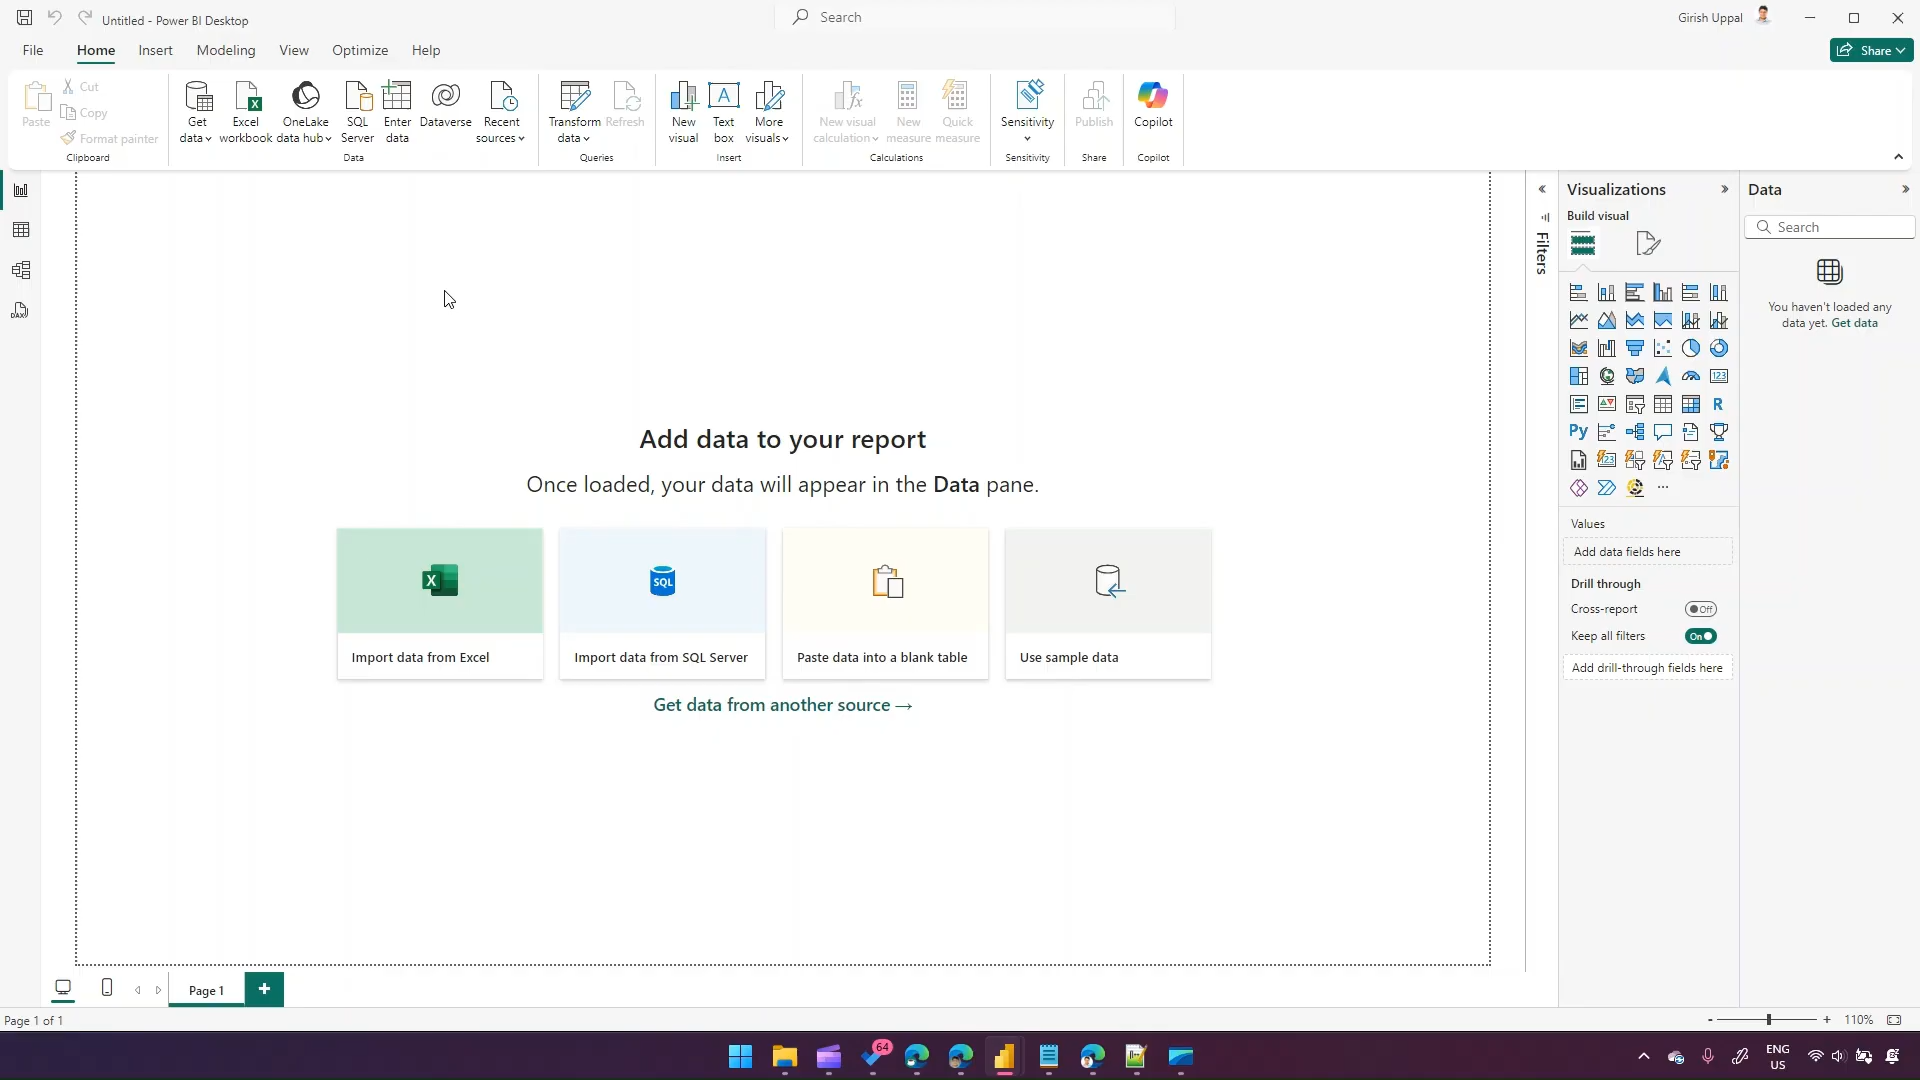 Untitled - Power BI Desktop
Search
Girish Uppal
File
Home
Insert
Modeling
View
Optimize
Help
Share
Paste
Cut
Copy
Format painter
Clipboard
Get
data
Excel
workbook
OneLake
data hub
SQL
Server
Enter
data
Dataverse
Recent
sources
Data
Transform
data
Refresh
Queries
New
visual
Text
box
More
visuals
Insert
New visual
calculation
New
measure
Quick
measure
Calculations
Sensitivity
Sensitivity
Publish
Share
Copilot
Copilot
Filters
Visualizations
Build visual
Data
Search
You haven't loaded any
data yet. Get data
123
R
Py
123
Values
Add data fields here
Drill through
Cross-report
Off
Keep all filters
On
Add drill-through fields here
DAX
Add data to your report
Once loaded, your data will appear in the Data pane.
X
SQL
Import data from Excel
Import data from SQL Server
Paste data into a blank table
Use sample data
Get data from another source →
Page 1
+
Page 1 of 1
- + 110%
64
ENG
US